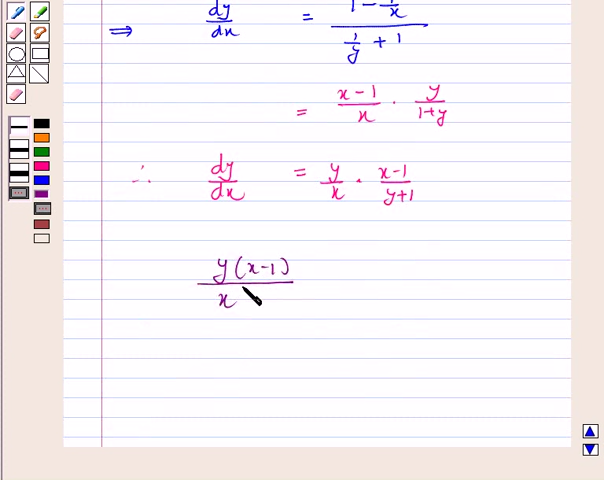 ⇒ dy/dx = (1 - 1/x)/(1/y + 1)
= (x-1)/x · y/(1+y)
∴ dy/dx = y/x · (x-1)/(y+1)
y(x-1)/x